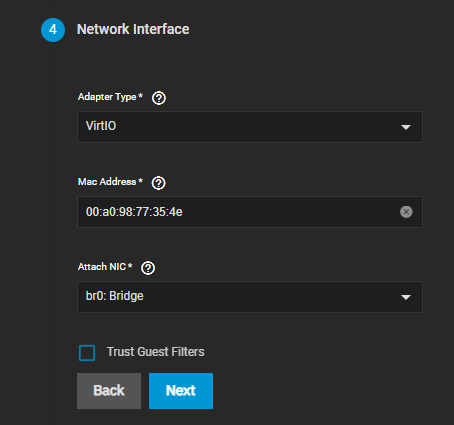 4 Network Interface
Adapter Type *
VirtIO
Mac Address *
00:a0:98:77:35:4e
Attach NIC *
br0: Bridge
Trust Guest Filters
Back Next